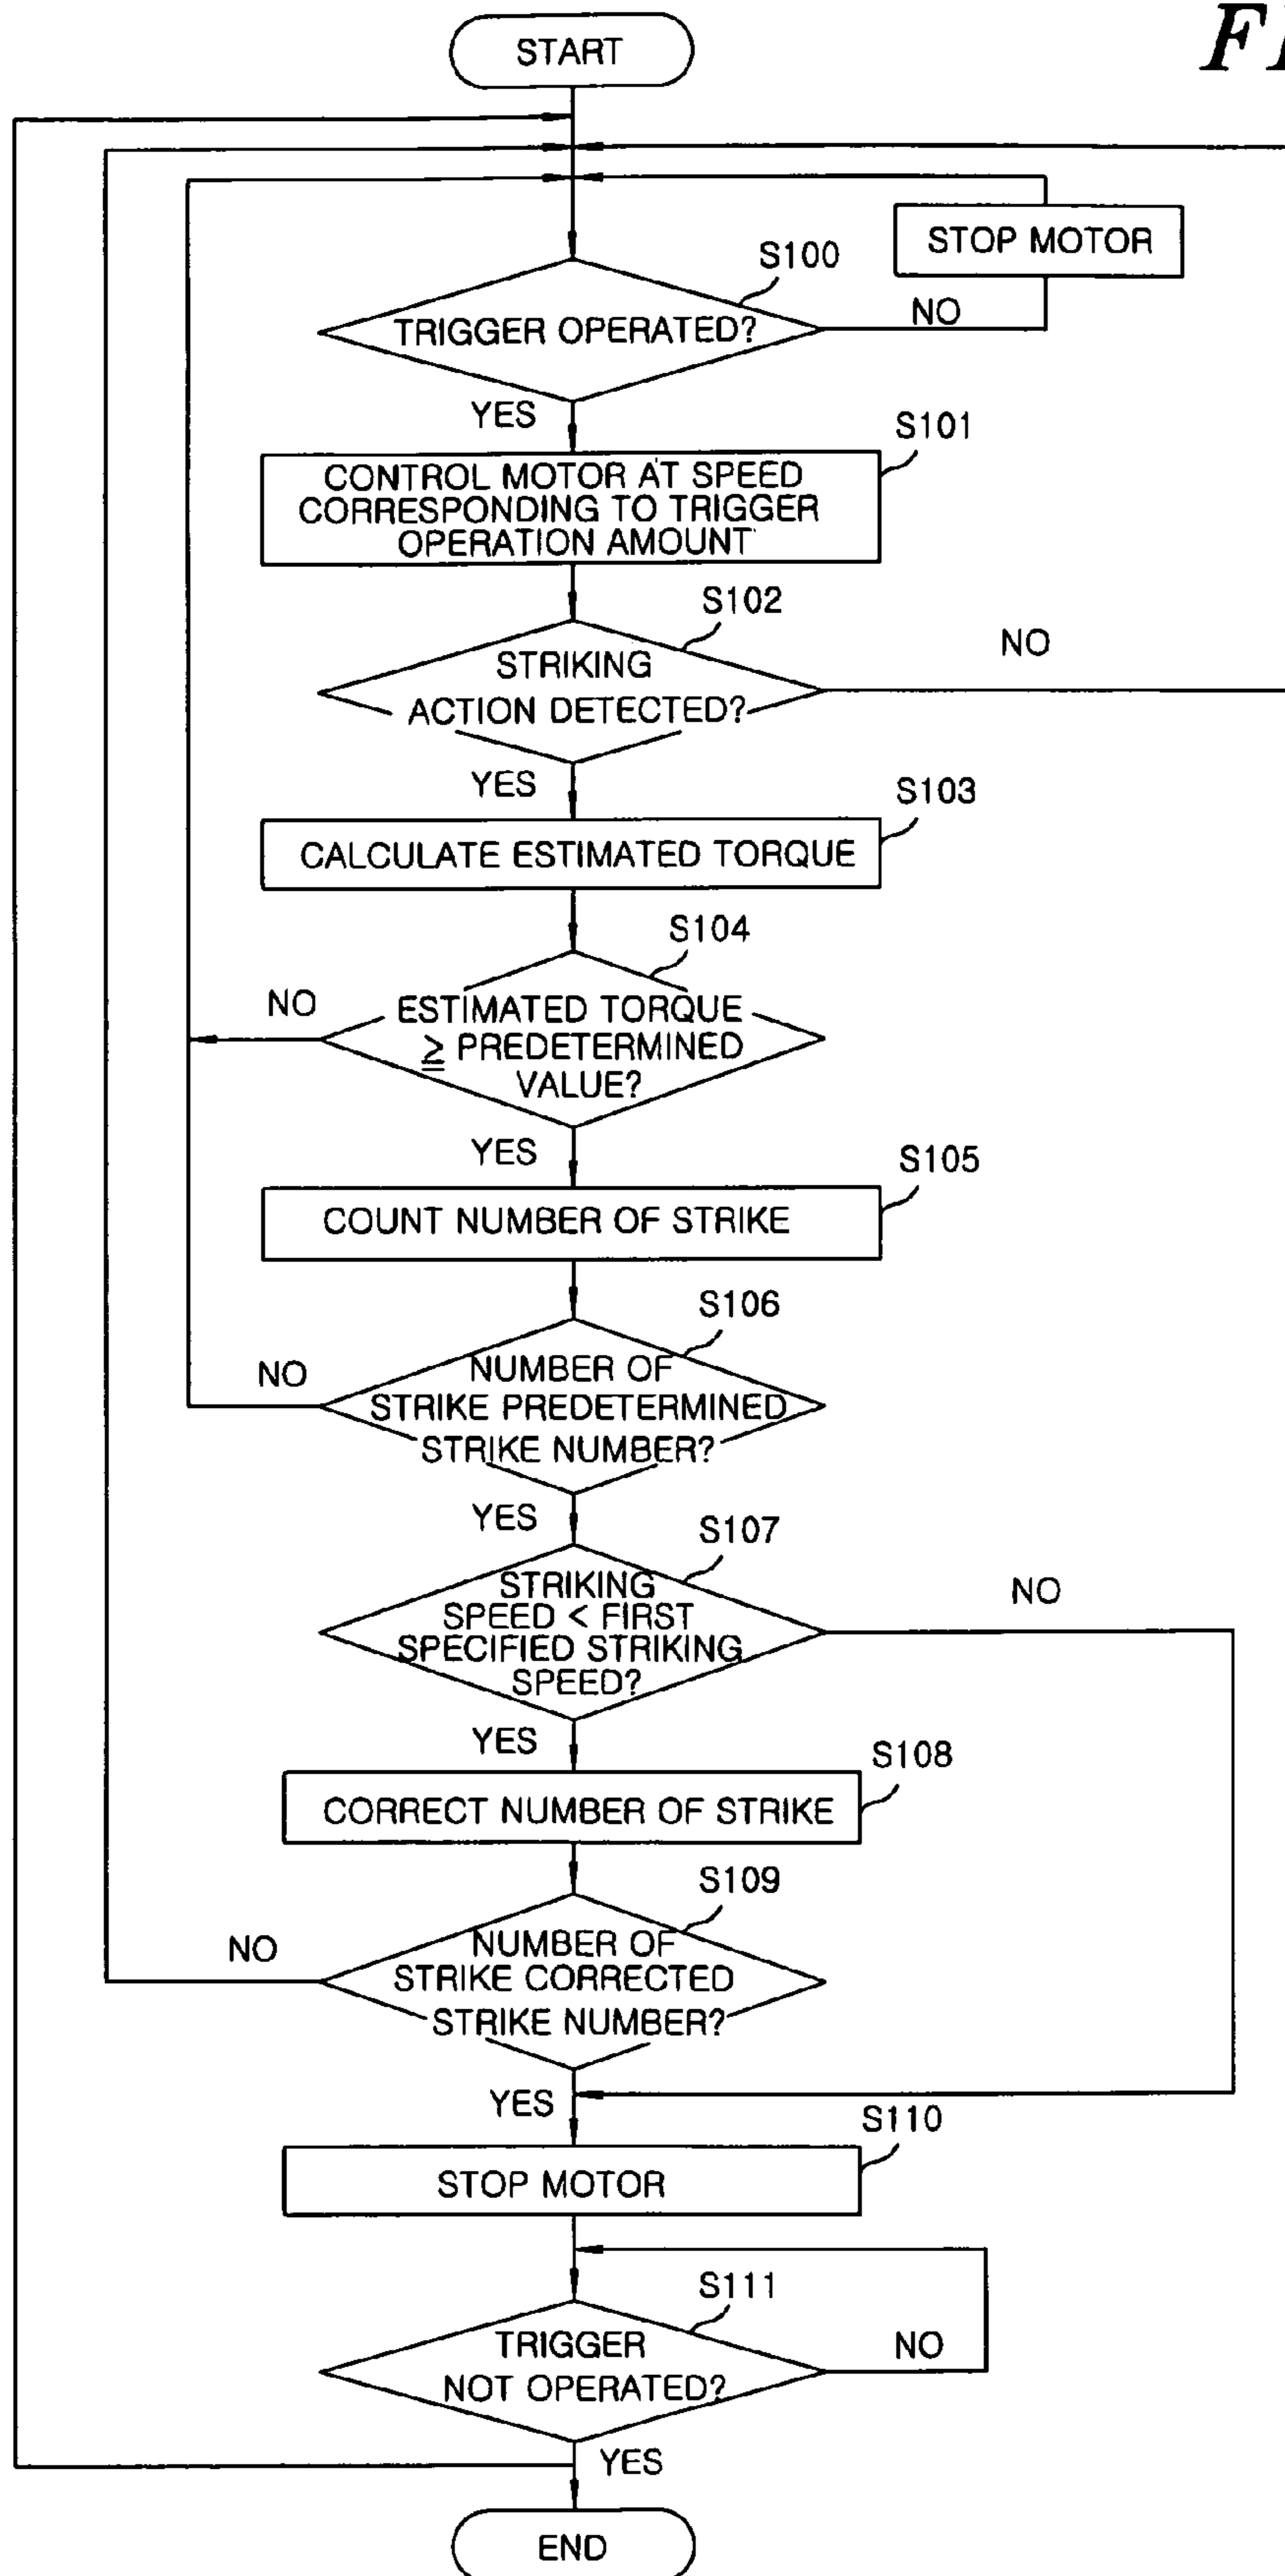 START
STOP MOTOR
S100
TRIGGER OPERATED?
NO
YES
S101
CONTROL MOTOR AT SPEED
CORRESPONDING TO TRIGGER
OPERATION AMOUNT
S102
STRIKING
ACTION DETECTED?
NO
YES
S103
CALCULATE ESTIMATED TORQUE
S104
NO
ESTIMATED TORQUE
≧ PREDETERMINED
VALUE?
YES
S105
COUNT NUMBER OF STRIKE
S106
NO
NUMBER OF
STRIKE PREDETERMINED
STRIKE NUMBER?
YES
S107
STRIKING
SPEED < FIRST
SPECIFIED STRIKING
SPEED?
NO
YES
S108
CORRECT NUMBER OF STRIKE
S109
NO
NUMBER OF
STRIKE CORRECTED
STRIKE NUMBER?
YES
S110
STOP MOTOR
S111
TRIGGER
NOT OPERATED?
NO
YES
END